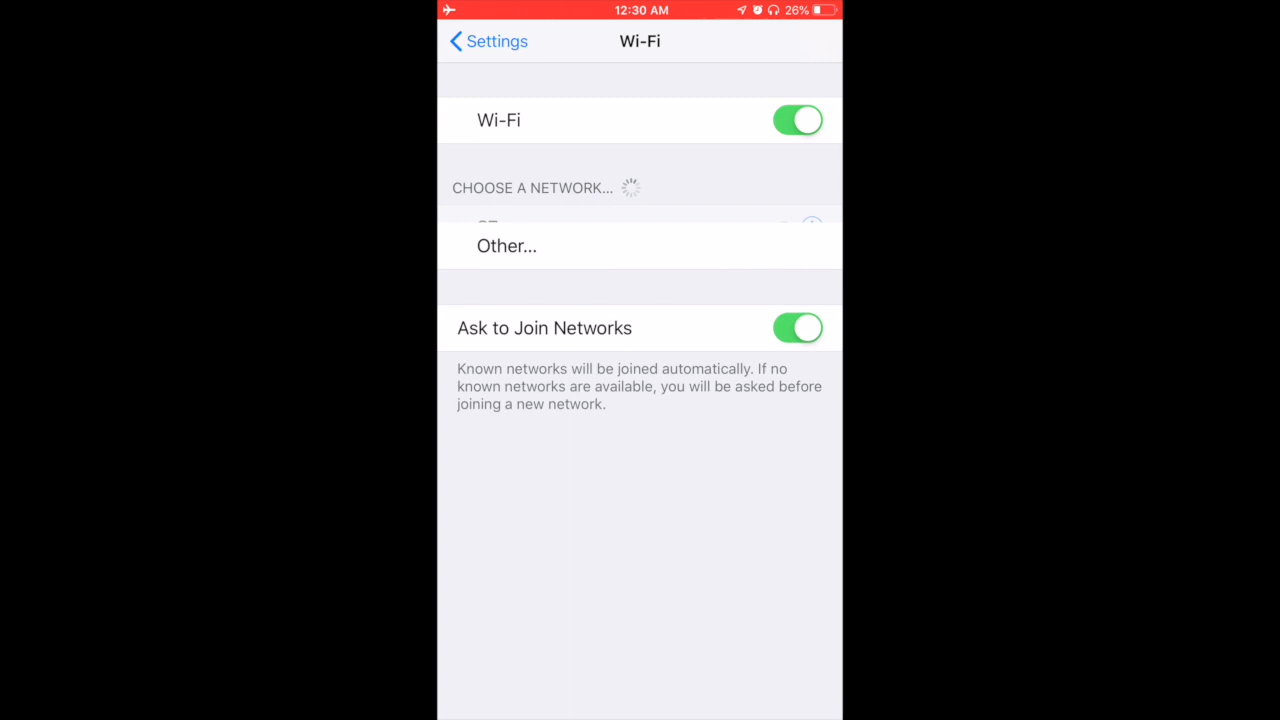 12:30 AM 26%
Settings Wi-Fi
Wi-Fi
CHOOSE A NETWORK...
Other...
Ask to Join Networks
Known networks will be joined automatically. If no
known networks are available, you will be asked before
joining a new network.